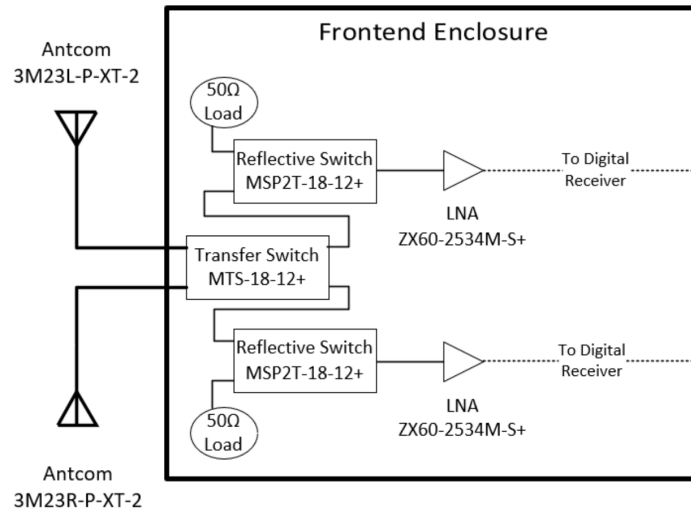 Frontend Enclosure
Antcom
3M23L-P-XT-2
50Ω
Load
Reflective Switch
MSP2T-18-12+
To Digital
Receiver
LNA
ZX60-2534M-S+
Transfer Switch
MTS-18-12+
Reflective Switch
MSP2T-18-12+
To Digital
Receiver
LNA
ZX60-2534M-S+
50Ω
Load
Antcom
3M23R-P-XT-2